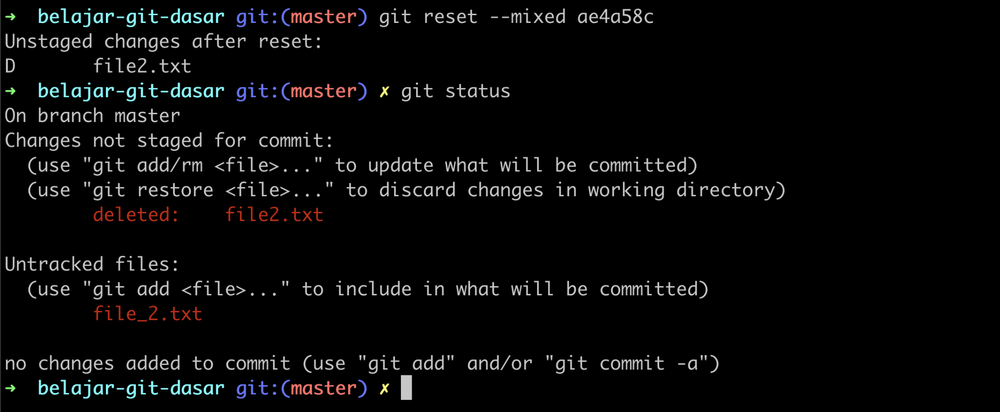 ➜  belajar-git-dasar git:(master) git reset --mixed ae4a58c
Unstaged changes after reset:
D       file2.txt
➜  belajar-git-dasar git:(master) ✗ git status
On branch master
Changes not staged for commit:
  (use "git add/rm <file>..." to update what will be committed)
  (use "git restore <file>..." to discard changes in working directory)
        deleted:    file2.txt

Untracked files:
  (use "git add <file>..." to include in what will be committed)
        file_2.txt

no changes added to commit (use "git add" and/or "git commit -a")
➜  belajar-git-dasar git:(master) ✗